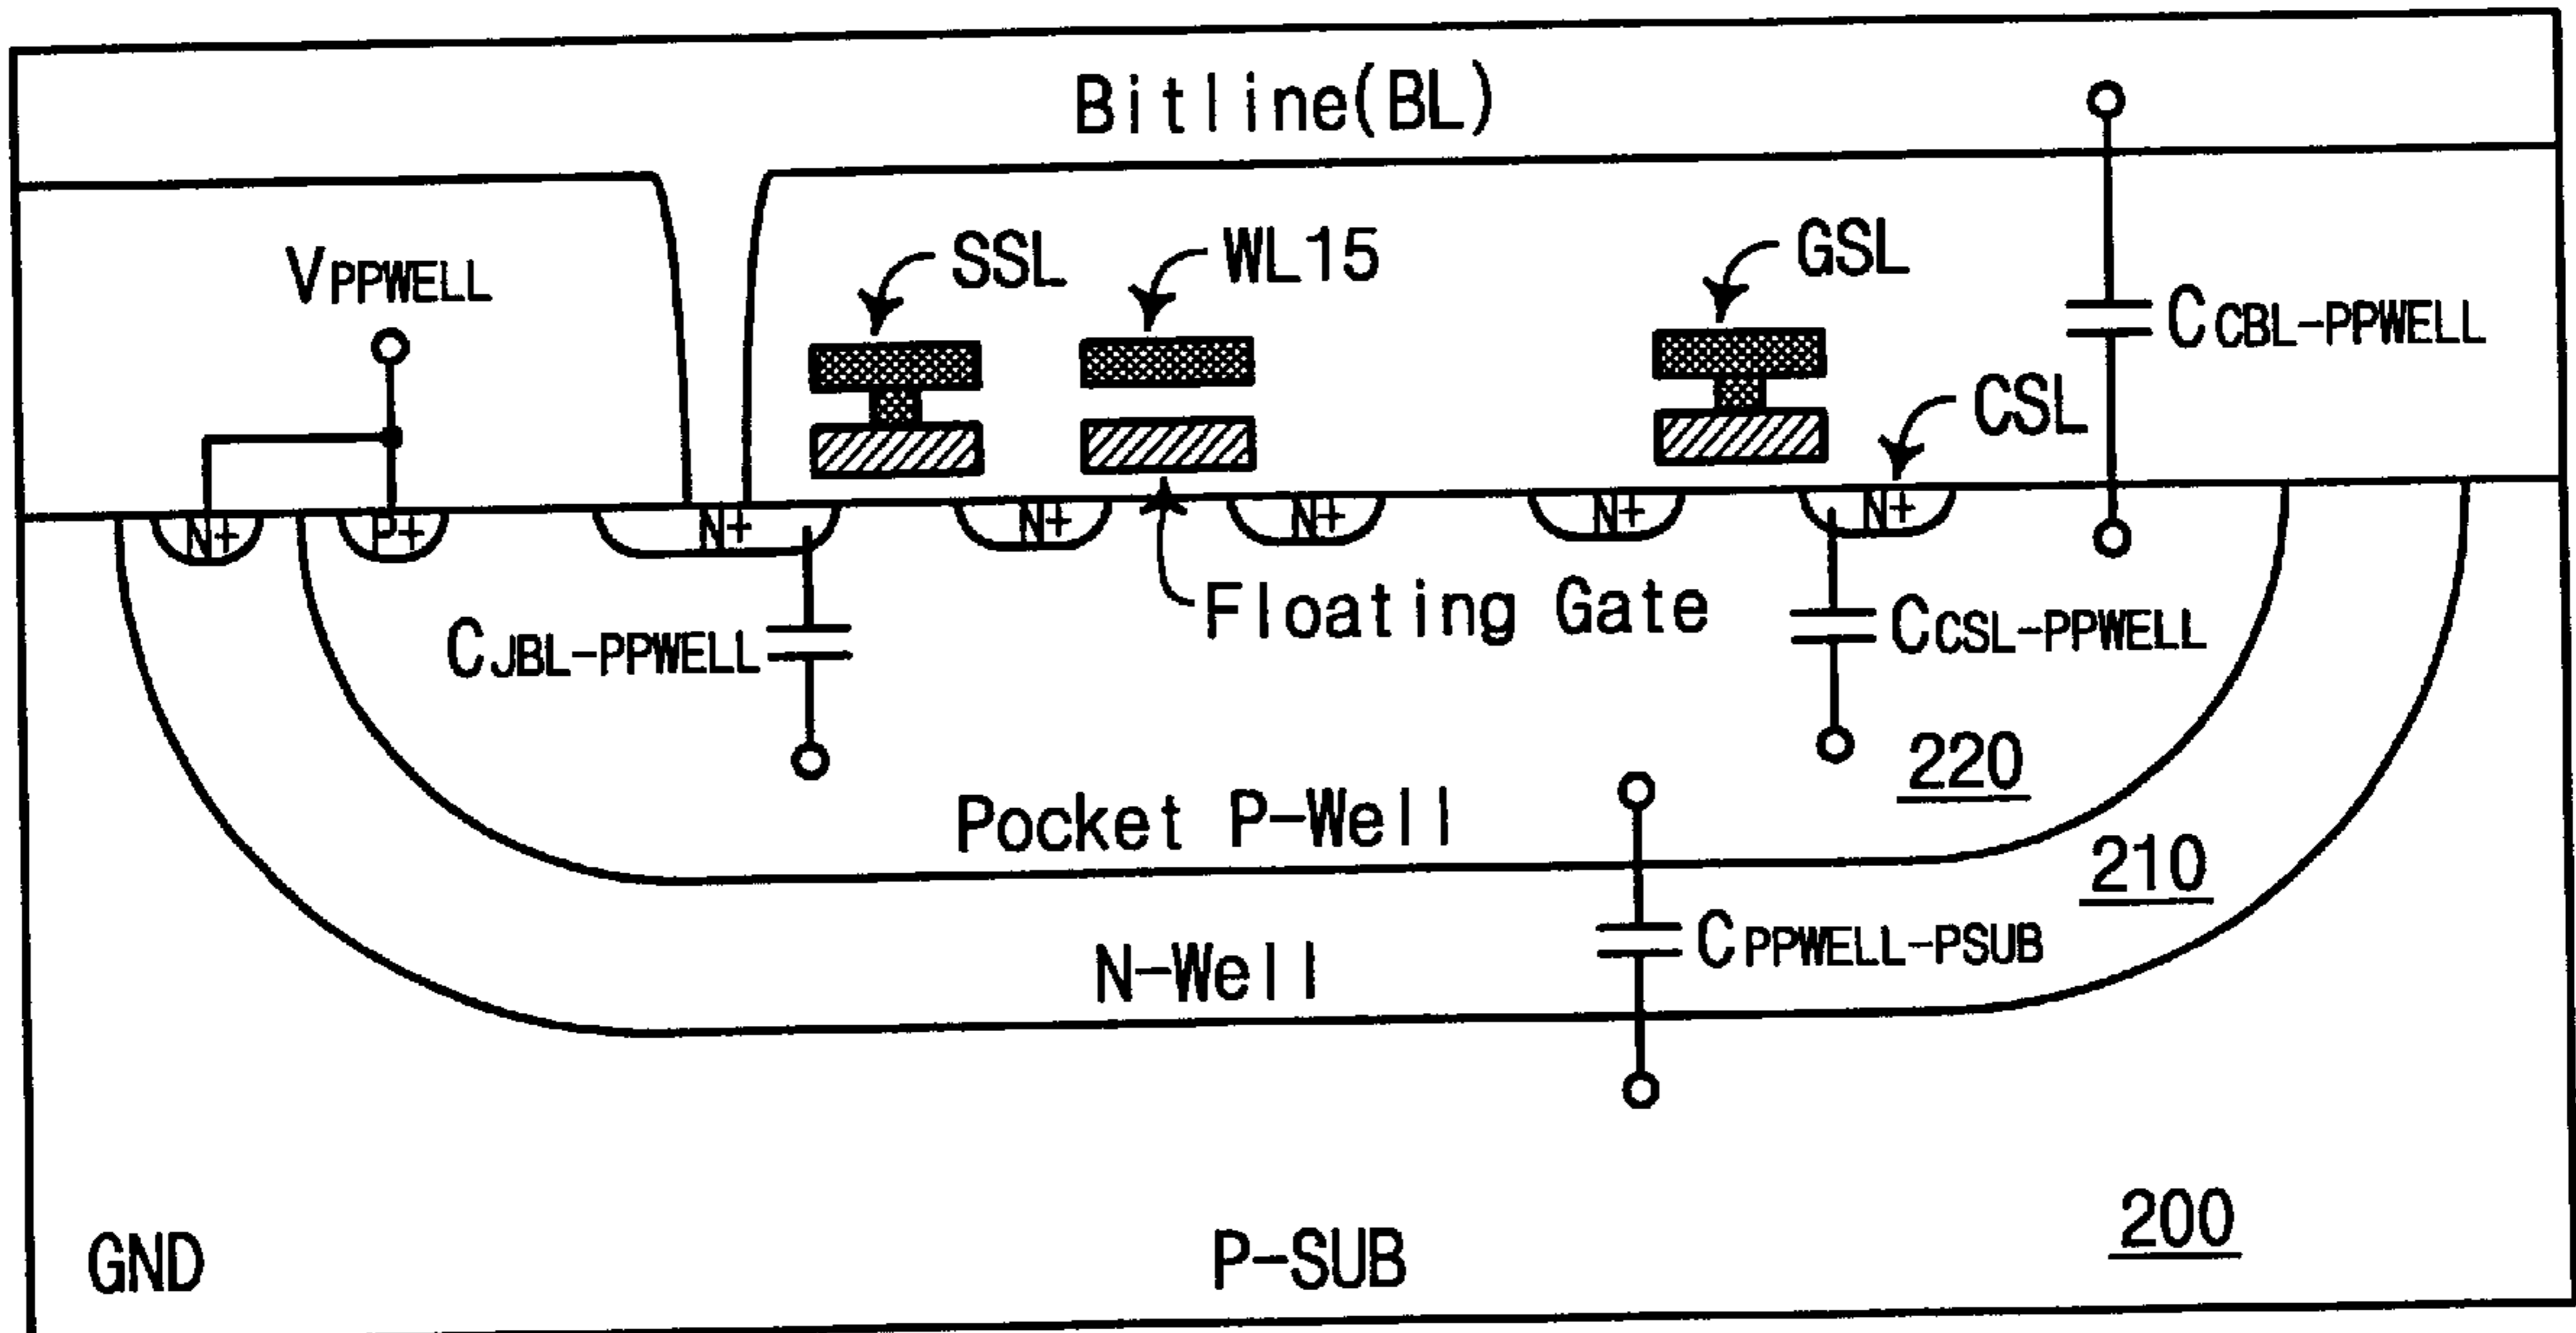 Bitline(BL)
VPPWELL
SSL
WL15
GSL
CCBL-PPWELL
CSL
N+
P+
N+
N+
N+
N+
N+
Floating Gate
CJBL-PPWELL
CCSL-PPWELL
220
Pocket P-Well
210
CPPWELL-PSUB
N-Well
200
GND
P-SUB